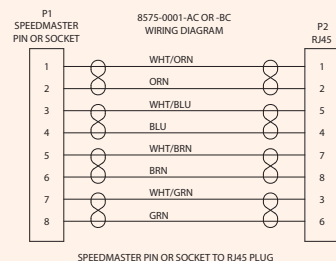 P1
SPEEDMASTER
PIN OR SOCKET
8575-0001-AC OR -BC
WIRING DIAGRAM
P2
RJ45
1 WHT/ORN 1
2 ORN 2
3 WHT/BLU 5
4 BLU 4
5 WHT/BRN 7
6 BRN 8
7 WHT/GRN 3
8 GRN 6
SPEEDMASTER PIN OR SOCKET TO RJ45 PLUG